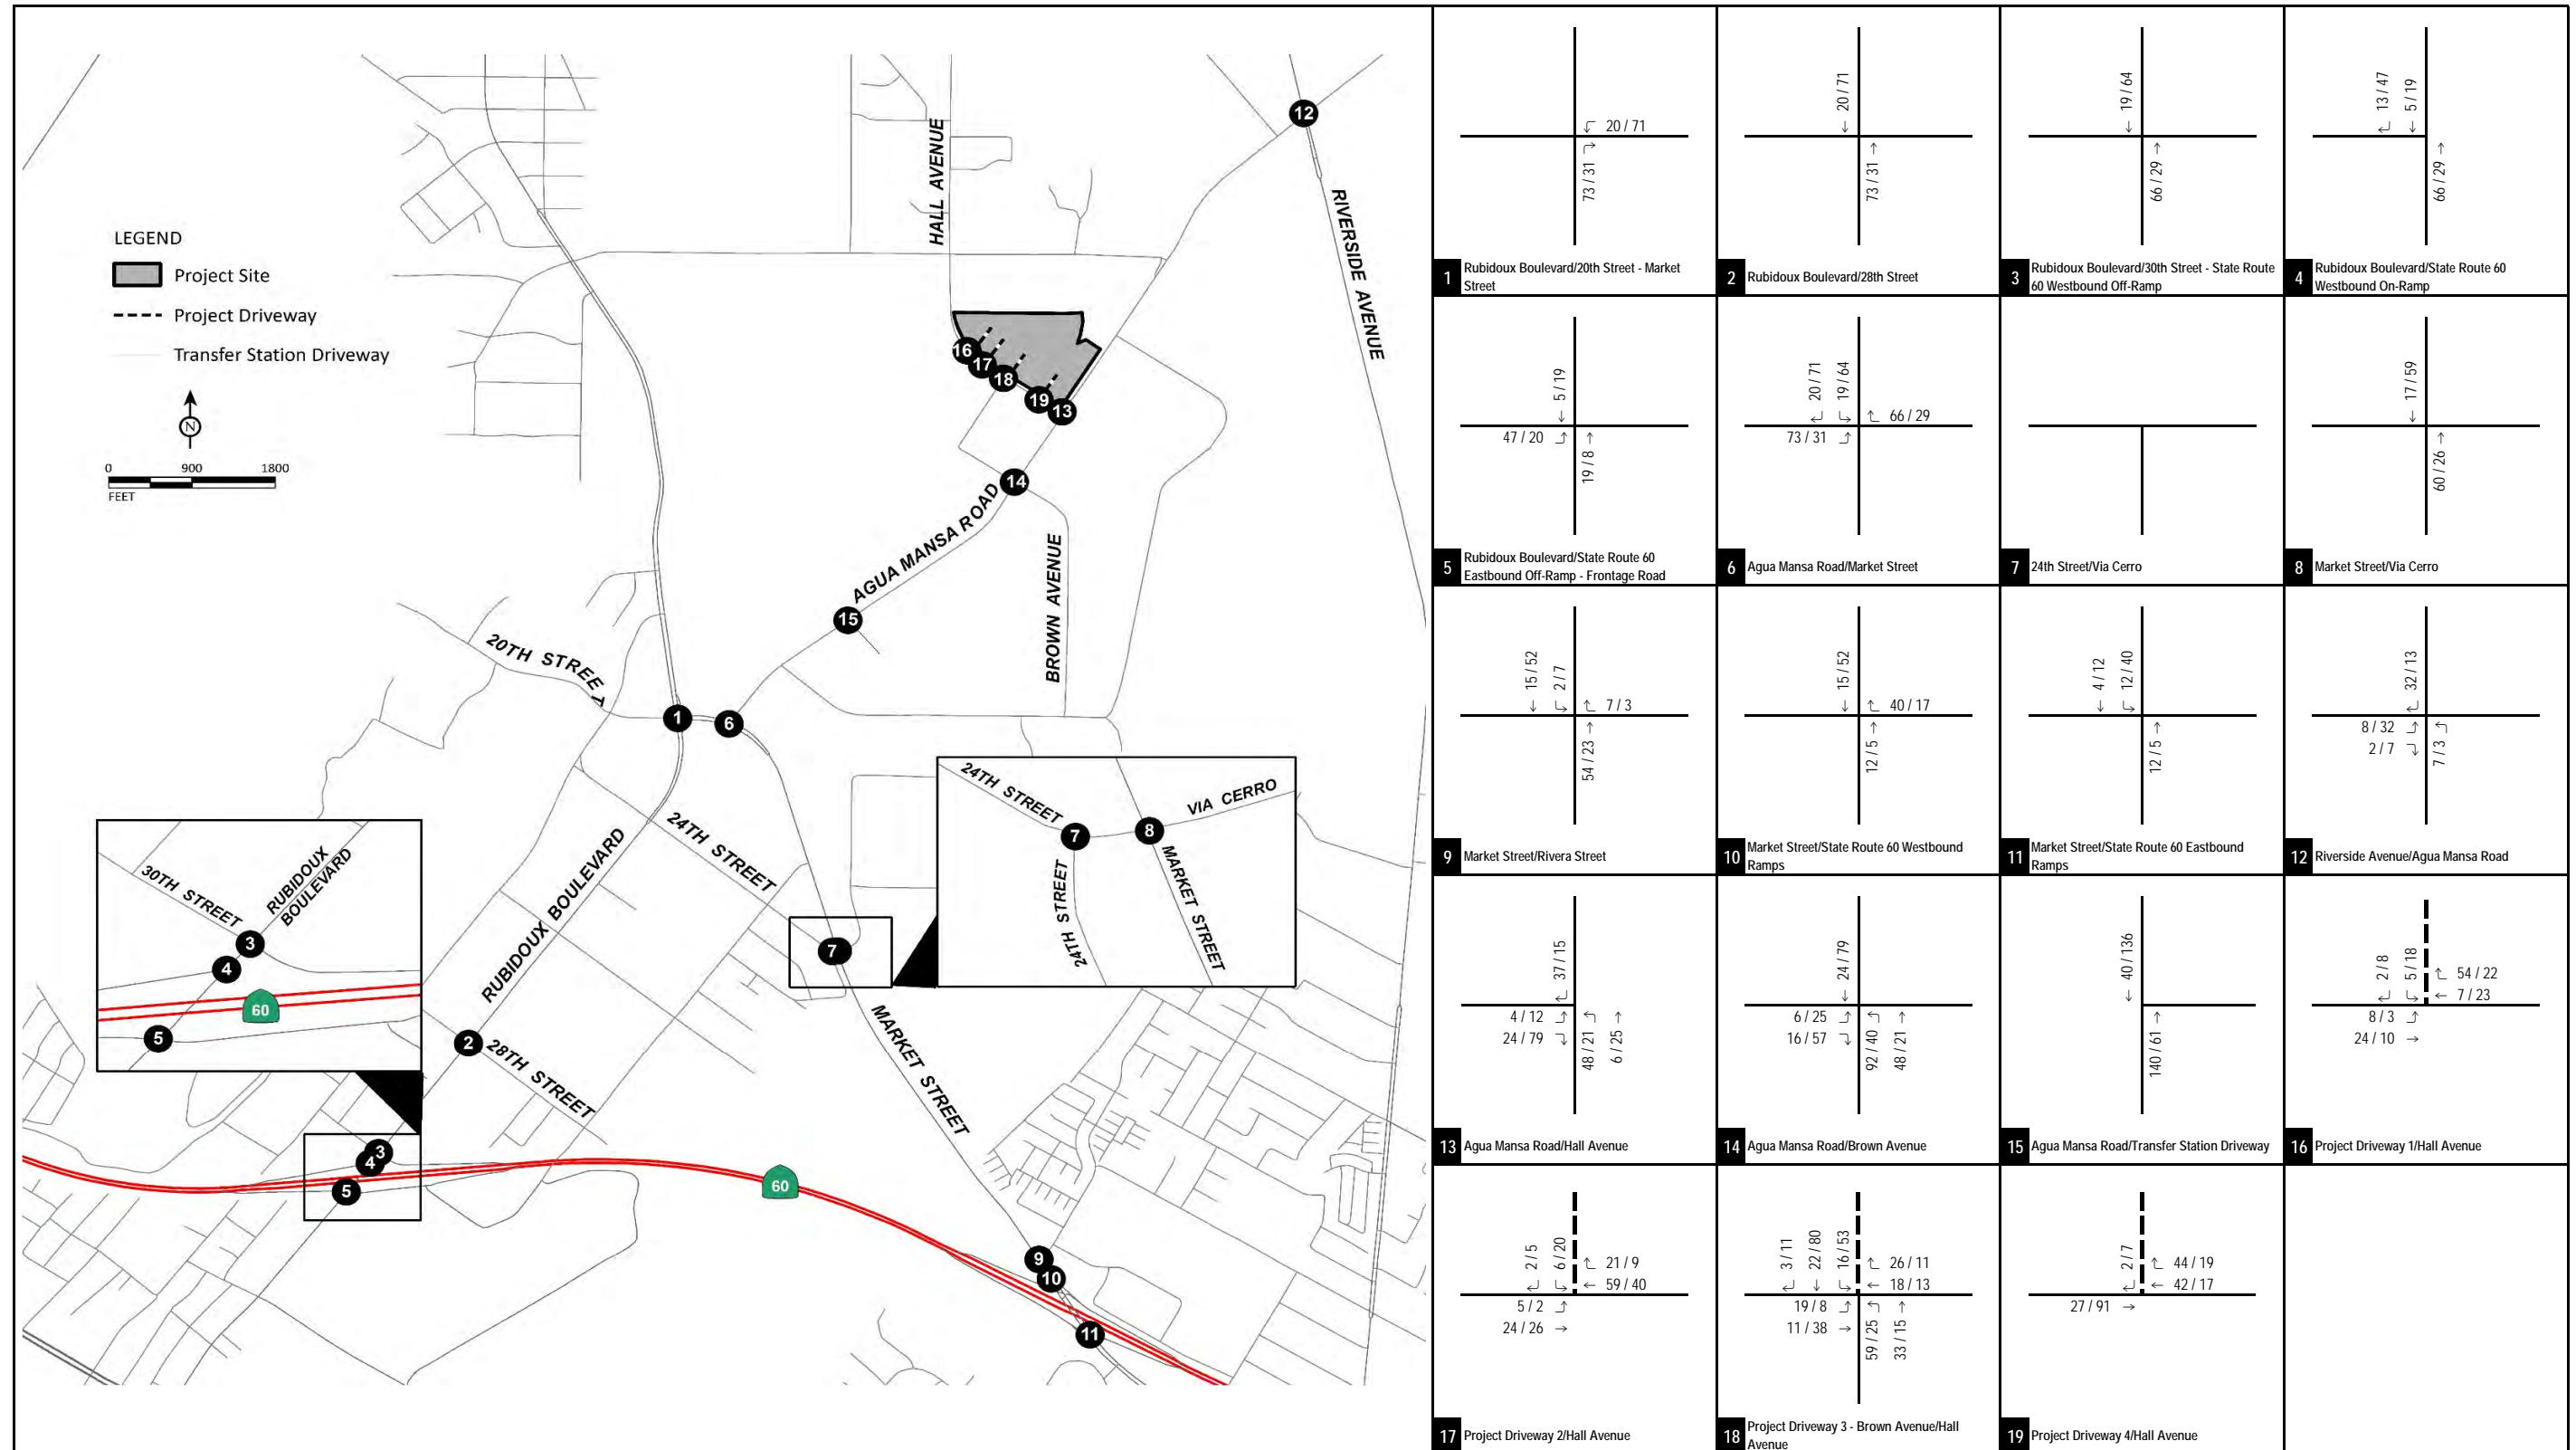 LEGEND
Project Site
Project Driveway
Transfer Station Driveway
N
0 900 1800
FEET
HALL AVENUE
RIVERSIDE AVENUE
AGUA MANSA ROAD
BROWN AVENUE
20TH STREET
24TH STREET
RUBIDOUX BOULEVARD
28TH STREET
MARKET STREET
60
12
16
17
18
19
13
14
15
1
6
7
2
3
4
5
9
10
11
30TH STREET
RUBIDOUX
BOULEVARD
3
4
60
5
24TH STREET
VIA CERRO
7
8
24TH STREET
MARKET STREET
20 / 71
73 / 31
1 Rubidoux Boulevard/20th Street - Market
Street
20 / 71
73 / 31
2 Rubidoux Boulevard/28th Street
19 / 64
66 / 29
3 Rubidoux Boulevard/30th Street - State Route
60 Westbound Off-Ramp
13 / 47
5 / 19
66 / 29
4 Rubidoux Boulevard/State Route 60
Westbound On-Ramp
5 / 19
47 / 20
19 / 8
5 Rubidoux Boulevard/State Route 60
Eastbound Off-Ramp - Frontage Road
20 / 71
19 / 64
66 / 29
73 / 31
6 Agua Mansa Road/Market Street
7 24th Street/Via Cerro
17 / 59
60 / 26
8 Market Street/Via Cerro
15 / 52
2 / 7
7 / 3
54 / 23
9 Market Street/Rivera Street
15 / 52
40 / 17
12 / 5
10 Market Street/State Route 60 Westbound
Ramps
4 / 12
12 / 40
12 / 5
11 Market Street/State Route 60 Eastbound
Ramps
32 / 13
8 / 32
2 / 7
7 / 3
12 Riverside Avenue/Agua Mansa Road
37 / 15
4 / 12
24 / 79
48 / 21
6 / 25
13 Agua Mansa Road/Hall Avenue
24 / 79
6 / 25
16 / 57
92 / 40
48 / 21
14 Agua Mansa Road/Brown Avenue
40 / 136
140 / 61
15 Agua Mansa Road/Transfer Station Driveway
2 / 8
5 / 18
54 / 22
7 / 23
8 / 3
24 / 10
16 Project Driveway 1/Hall Avenue
2 / 5
6 / 20
21 / 9
59 / 40
5 / 2
24 / 26
17 Project Driveway 2/Hall Avenue
3 / 11
22 / 80
16 / 53
26 / 11
18 / 13
19 / 8
11 / 38
59 / 25
33 / 15
18 Project Driveway 3 - Brown Avenue/Hall
Avenue
2 / 7
44 / 19
42 / 17
27 / 91
19 Project Driveway 4/Hall Avenue